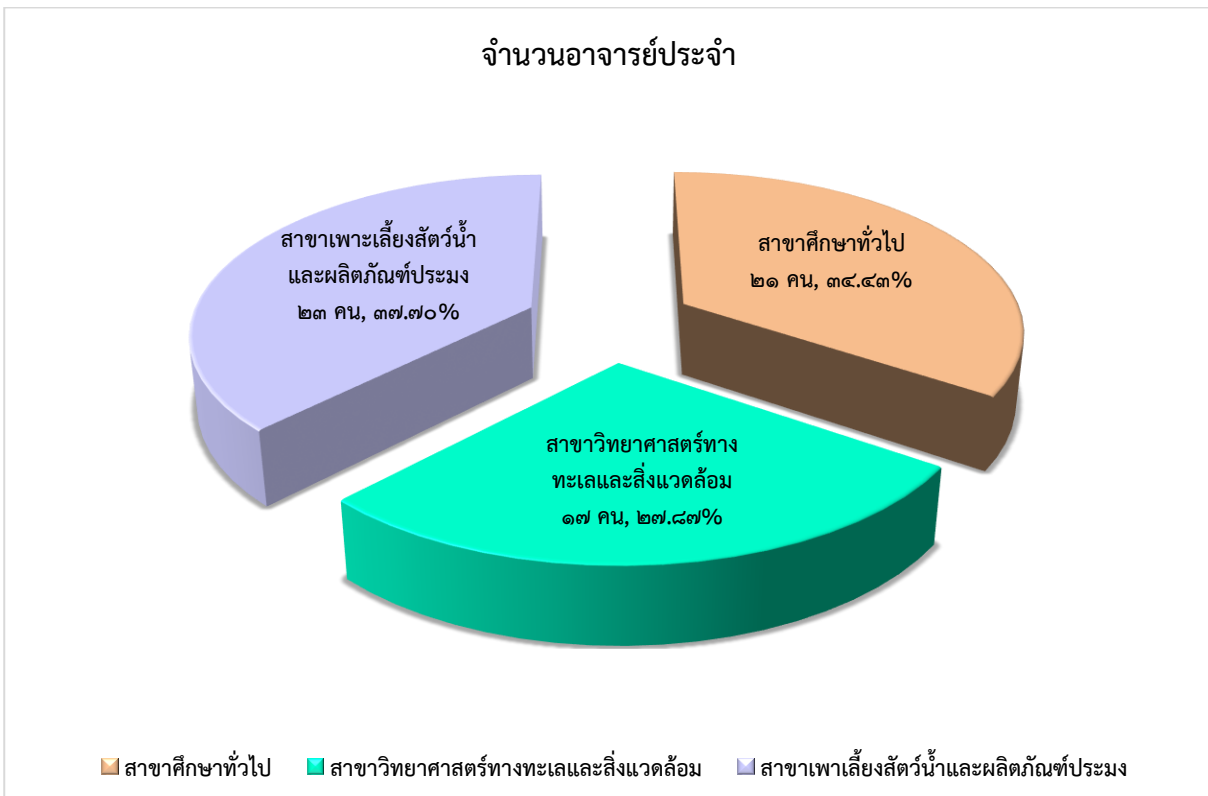 จำนวนอาจารย์ประจำ
สาขาเพาะเลี้ยงสัตว์น้ำ
และผลิตภัณฑ์ประมง
๒๓ คน, ๓๗.๗๐%
สาขาศึกษาทั่วไป
๒๑ คน, ๓๔.๔๓%
สาขาวิทยาศาสตร์ทาง
ทะเลและสิ่งแวดล้อม
๑๗ คน, ๒๗.๘๗%
สาขาศึกษาทั่วไป สาขาวิทยาศาสตร์ทางทะเลและสิ่งแวดล้อม สาขาเพาเลี้ยงสัตว์น้ำและผลิตภัณฑ์ประมง